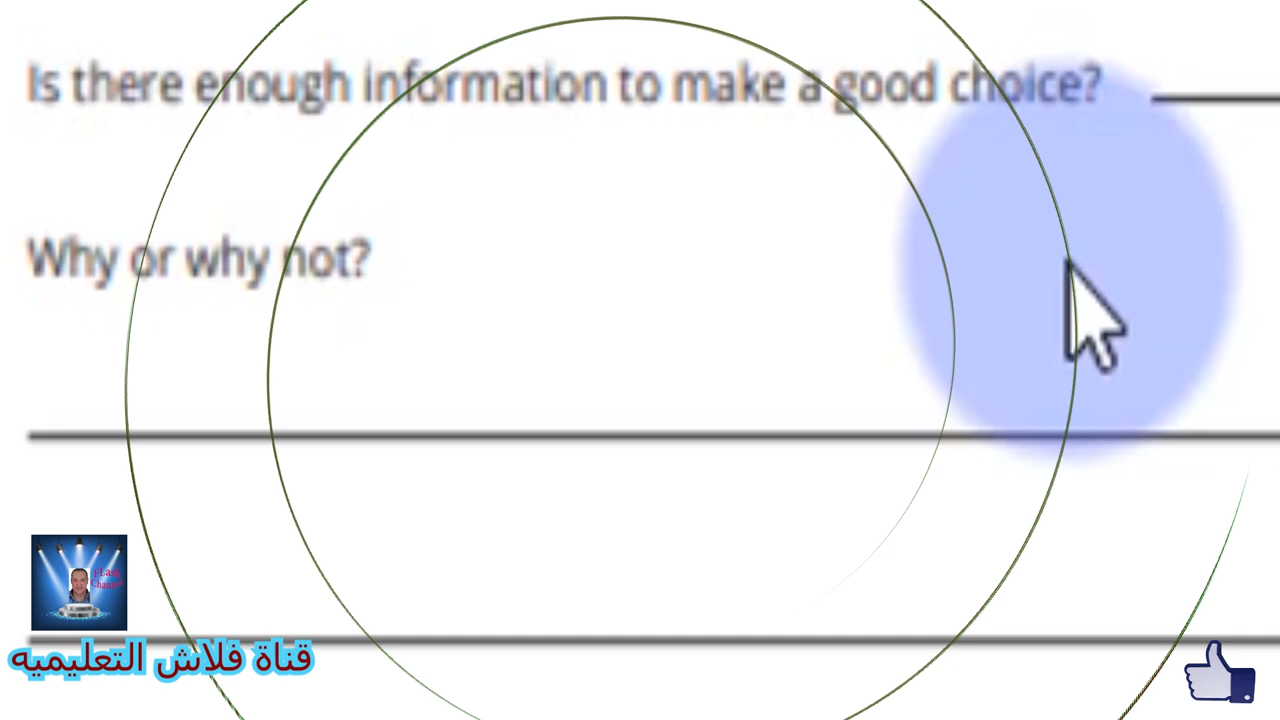 Is there enough information to make a good choice?
Why or why not?
قناة فلاش التعليميه